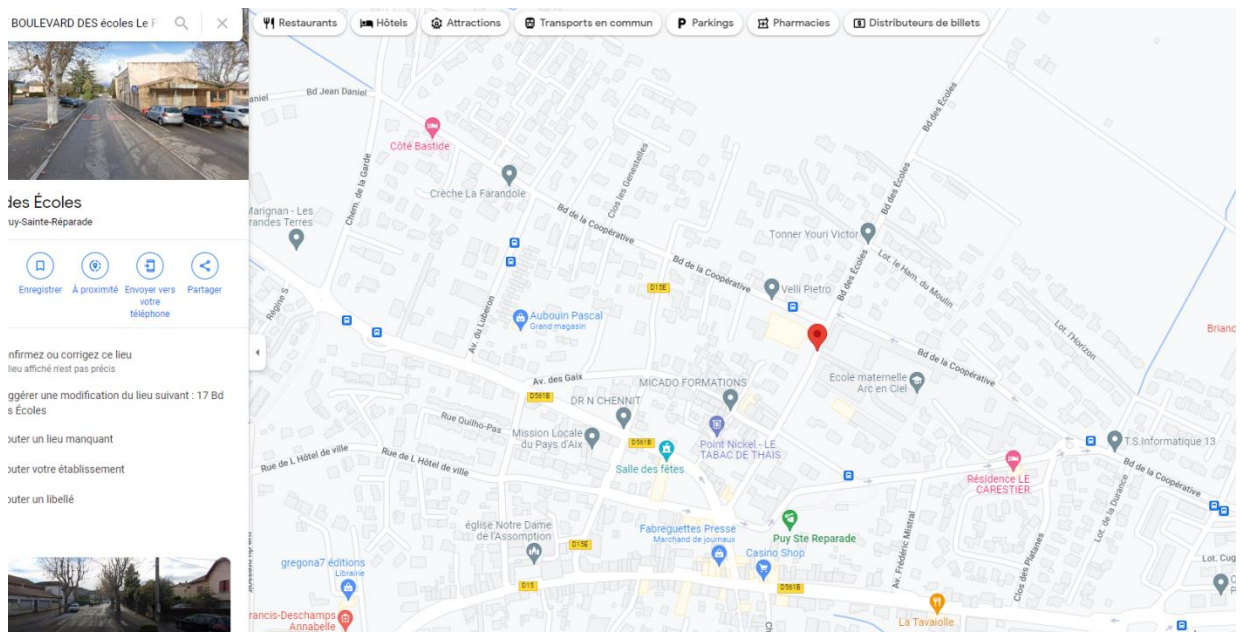 BOULEVARD DES écoles Le P
Restaurants
Hôtels
Attractions
Transports en commun
Parkings
Pharmacies
Distributeurs de billets
des Écoles
uy-Sainte-Réparade
Enregistrer
À proximité
Envoyer vers
votre
téléphone
Partager
nfirmez ou corrigez ce lieu
lieu affiché n'est pas précis
ggérer une modification du lieu suivant : 17 Bd
s Écoles
outer un lieu manquant
outer votre établissement
outer un libellé
aniel
Bd Jean Daniel
Côté Bastide
Chem. de la Garde
Crèche La Farandole
Clos les Genestelles
Bd des Écoles
Marignan - Les
randes Terres
Bd de la Coopérative
Bd des Écoles
Tonner Youri Victor
Lot. le Ham. du Moulin
Bd de la Coopérative
Velli Pietro
D15E
Régine S
Av. du Luberon
Aubouin Pascal
Grand magasin
Bd des Écoles
Lot. l'Horizon
Brianc
Bd de la Coopérative
Av. des Gaix
MICADO FORMATIONS
Ecole maternelle
Arc en Ciel
D561B
DR N CHENNIT
Rue Quilho-Pas
Mission Locale
du Pays d'Aix
D561B
Point Nickel - LE
TABAC DE THAIS
T.S.Informatique 13
Rue de L Hôtel de ville
Rue de L Hôtel de ville
Salle des fêtes
Bd de la Coopérative
Résidence LE
CARESTIER
Lot. de la Durance
église Notre Dame
de l'Assomption
D15E
Fabreguettes Presse
Marchand de journaux
Puy Ste Reparade
Av. Frédéric Mistral
Clos des Platanes
Casino Shop
Lot. Cug
gregona7 éditions
Librairie
D15
D561B
rancis-Deschamps
Annabelle
La Tavaiolle